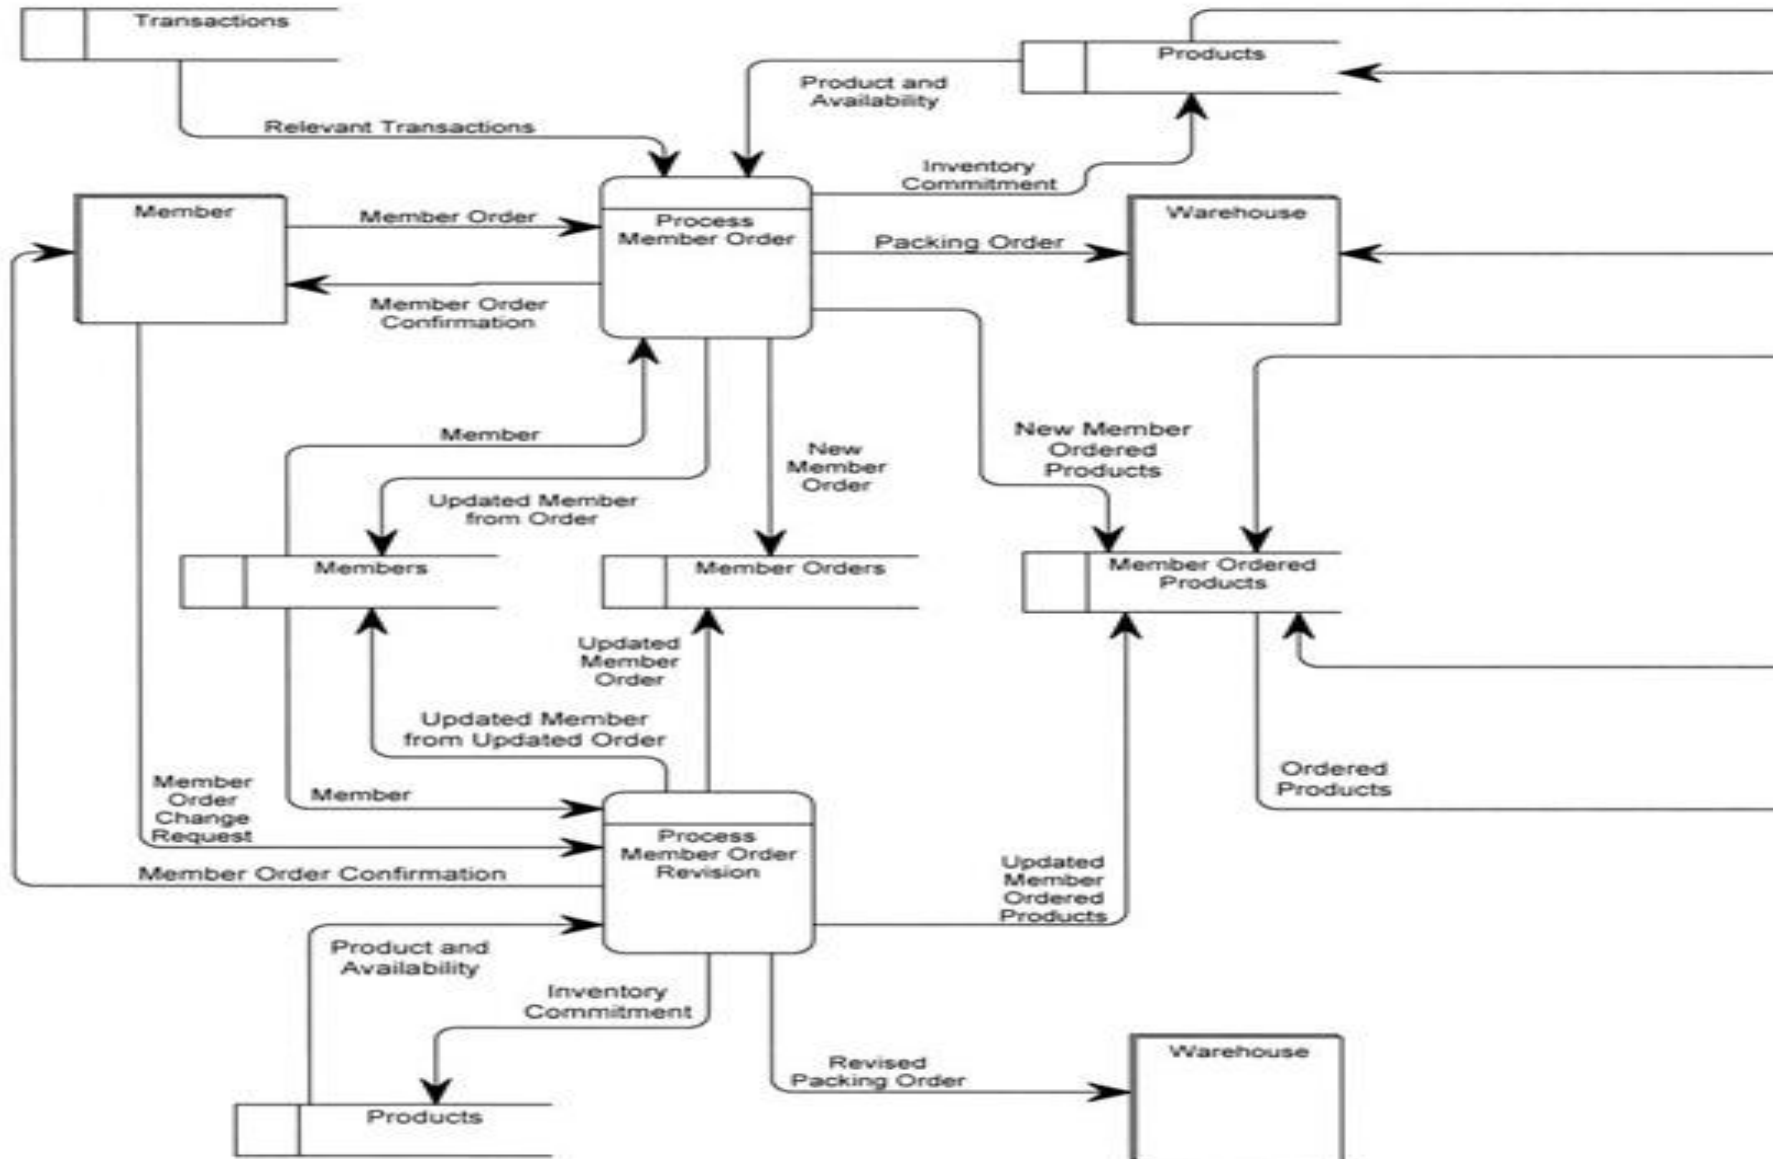 Transactions
Products
Product and
Availability
Relevant Transactions
Inventory
Commitment
Member
Member Order
Process
Member Order
Warehouse
Packing Order
Member Order
Confirmation
Member
New
Member
Order
New Member
Ordered
Products
Updated Member
from Order
Members
Member Orders
Member Ordered
Products
Updated
Member
Order
Updated Member
from Updated Order
Member
Order
Change
Request
Member
Ordered
Products
Process
Member Order
Revision
Member Order Confirmation
Updated
Member
Ordered
Products
Product and
Availability
Inventory
Commitment
Revised
Packing Order
Warehouse
Products